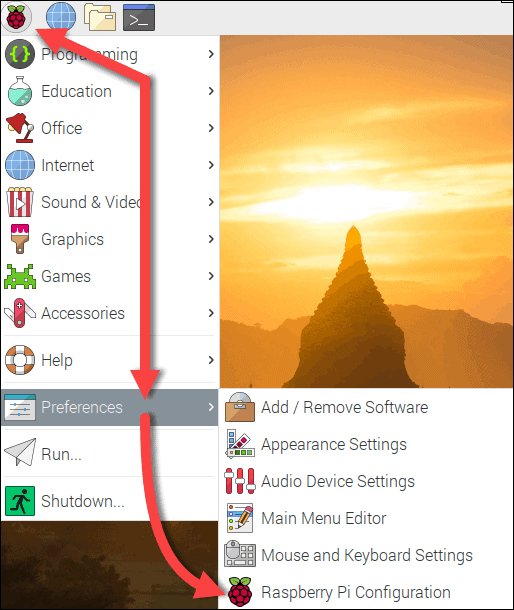 Programming
Education
Office
Internet
Sound & Video
Graphics
Games
Accessories
Help
Preferences
Run...
Shutdown...
Add / Remove Software
Appearance Settings
Audio Device Settings
Main Menu Editor
Mouse and Keyboard Settings
Raspberry Pi Configuration